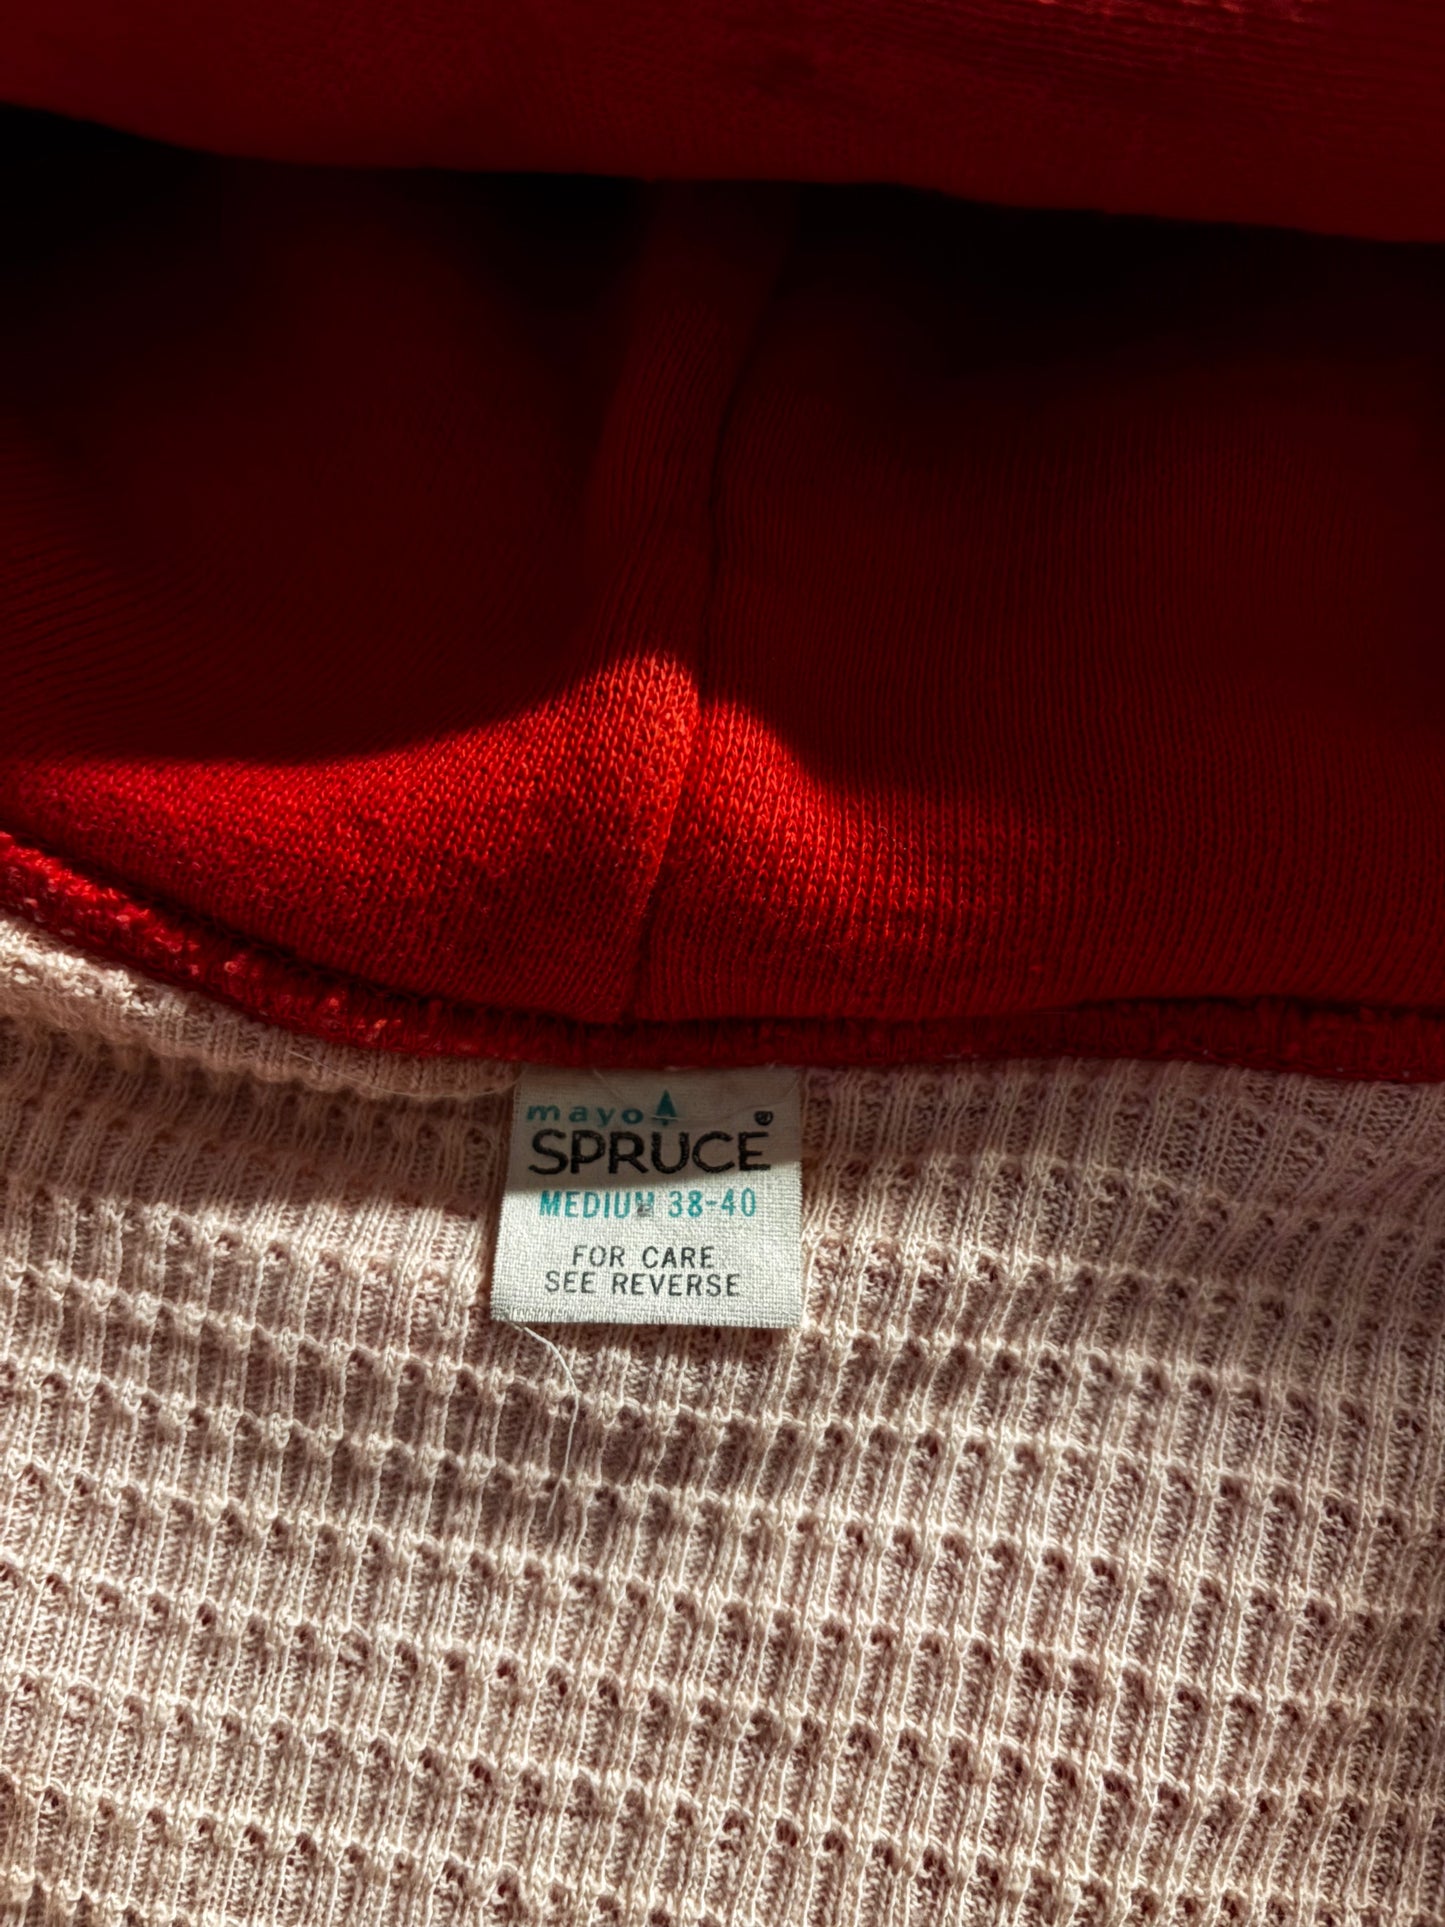 mayo
SPRUCE®
MEDIUM 38-40
FOR CARE
SEE REVERSE